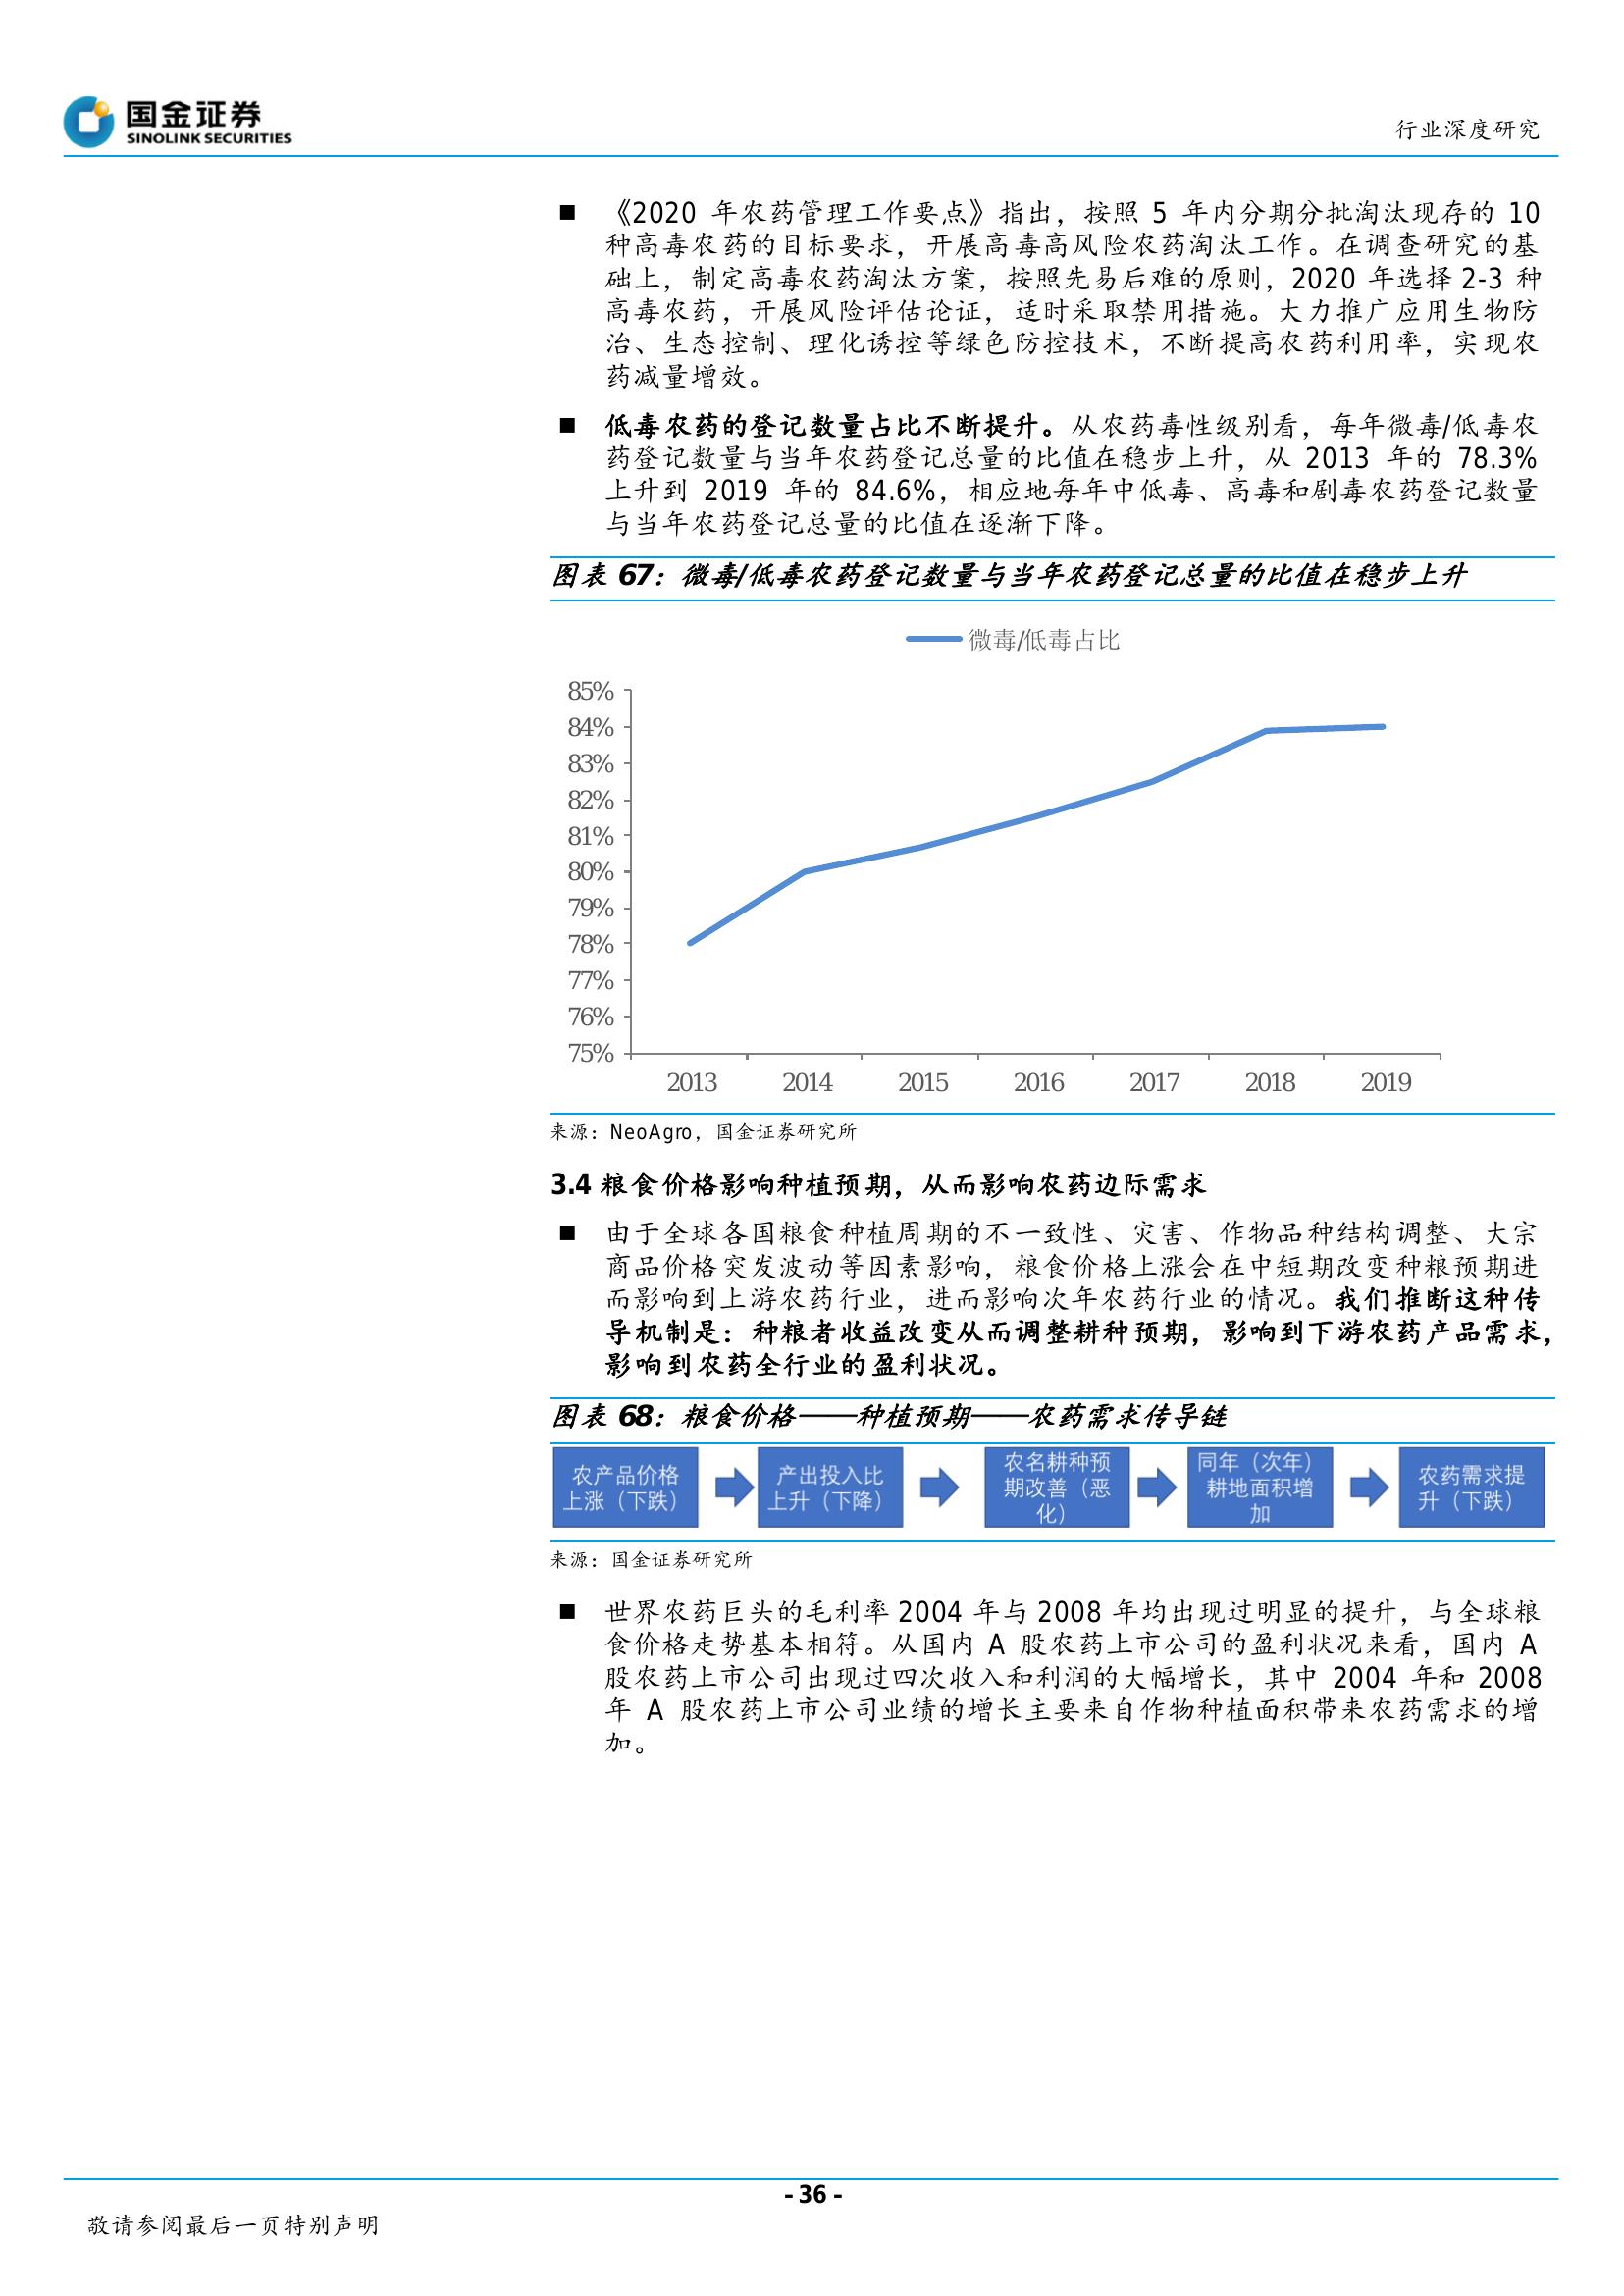 国金证券
SINOLINK SECURITIES
行业深度研究
■ 《2020 年农药管理工作要点》指出，按照 5 年内分期分批淘汰现存的 10
种高毒农药的目标要求，开展高毒高风险农药淘汰工作。在调查研究的基
础上，制定高毒农药淘汰方案，按照先易后难的原则，2020 年选择 2-3 种
高毒农药，开展风险评估论证，适时采取禁用措施。大力推广应用生物防
治、生态控制、理化诱控等绿色防控技术，不断提高农药利用率，实现农
药减量增效。
■ 低毒农药的登记数量占比不断提升。从农药毒性级别看，每年微毒/低毒农
药登记数量与当年农药登记总量的比值在稳步上升，从 2013 年的 78.3%
上升到 2019 年的 84.6%，相应地每年中低毒、高毒和剧毒农药登记数量
与当年农药登记总量的比值在逐渐下降。
图表 67：微毒/低毒农药登记数量与当年农药登记总量的比值在稳步上升
微毒/低毒占比
85%
84%
83%
82%
81%
80%
79%
78%
77%
76%
75%
2013 2014 2015 2016 2017 2018 2019
来源：NeoAgro，国金证券研究所
3.4 粮食价格影响种植预期，从而影响农药边际需求
■ 由于全球各国粮食种植周期的不一致性、灾害、作物品种结构调整、大宗
商品价格突发波动等因素影响，粮食价格上涨会在中短期改变种粮预期进
而影响到上游农药行业，进而影响次年农药行业的情况。我们推断这种传
导机制是：种粮者收益改变从而调整耕种预期，影响到下游农药产品需求，
影响到农药全行业的盈利状况。
图表 68：粮食价格——种植预期——农药需求传导链
农产品价格
上涨（下跌）
产出投入比
上升（下降）
农名耕种预
期改善（恶
化）
同年（次年）
耕地面积增
加
农药需求提
升（下跌）
来源：国金证券研究所
■ 世界农药巨头的毛利率 2004 年与 2008 年均出现过明显的提升，与全球粮
食价格走势基本相符。从国内 A 股农药上市公司的盈利状况来看，国内 A
股农药上市公司出现过四次收入和利润的大幅增长，其中 2004 年和 2008
年 A 股农药上市公司业绩的增长主要来自作物种植面积带来农药需求的增
加。
- 36 -
敬请参阅最后一页特别声明